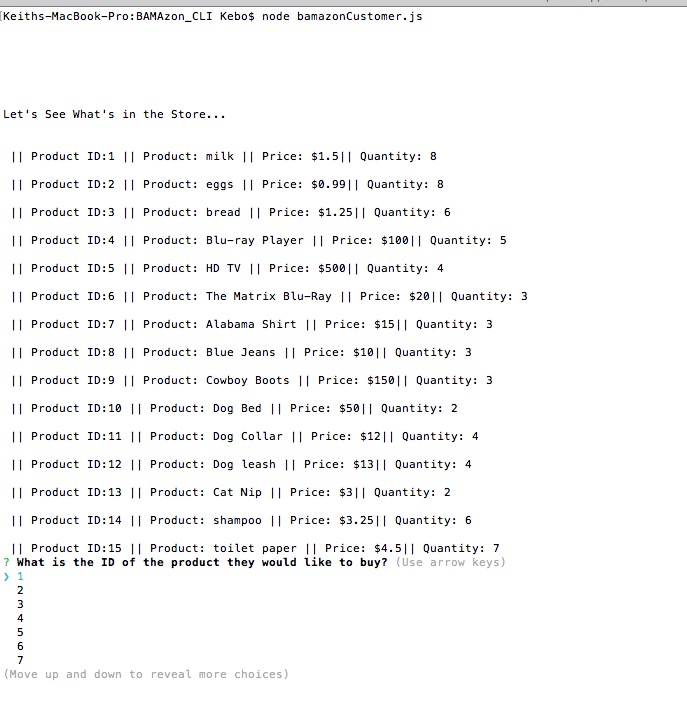 [Keiths-MacBook-Pro:BAMAzon_CLI Kebo$ node bamazonCustomer.js
Let's See What's in the Store...
|| Product ID:1 || Product: milk || Price: $1.5|| Quantity: 8
|| Product ID:2 || Product: eggs || Price: $0.99|| Quantity: 8
|| Product ID:3 || Product: bread || Price: $1.25|| Quantity: 6
|| Product ID:4 || Product: Blu-ray Player || Price: $100|| Quantity: 5
|| Product ID:5 || Product: HD TV || Price: $500|| Quantity: 4
|| Product ID:6 || Product: The Matrix Blu-Ray || Price: $20|| Quantity: 3
|| Product ID:7 || Product: Alabama Shirt || Price: $15|| Quantity: 3
|| Product ID:8 || Product: Blue Jeans || Price: $10|| Quantity: 3
|| Product ID:9 || Product: Cowboy Boots || Price: $150|| Quantity: 3
|| Product ID:10 || Product: Dog Bed || Price: $50|| Quantity: 2
|| Product ID:11 || Product: Dog Collar || Price: $12|| Quantity: 4
|| Product ID:12 || Product: Dog leash || Price: $13|| Quantity: 4
|| Product ID:13 || Product: Cat Nip || Price: $3|| Quantity: 2
|| Product ID:14 || Product: shampoo || Price: $3.25|| Quantity: 6
|| Product ID:15 || Product: toilet paper || Price: $4.5|| Quantity: 7
? What is the ID of the product they would like to buy? (Use arrow keys)
❯ 1
2
3
4
5
6
7
(Move up and down to reveal more choices)